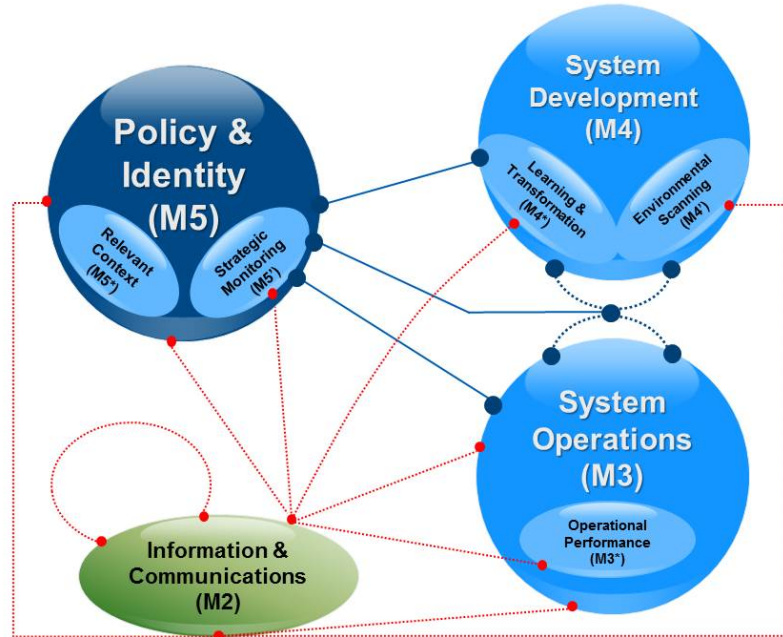 Policy &
Identity
(M5)
Relevant
Context
(M5*)
Strategic
Monitoring
(M5')
System
Development
(M4)
Learning &
Transformation
(M4*)
Environmental
Scanning
(M4')
System
Operations
(M3)
Operational
Performance
(M3*)
Information &
Communications
(M2)